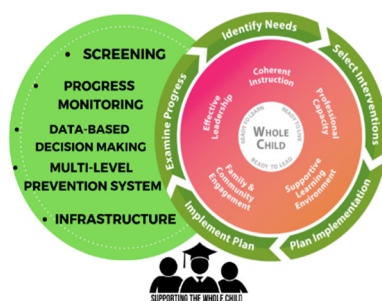 SCREENING
PROGRESS
MONITORING
DATA-BASED
DECISION MAKING
MULTI-LEVEL
PREVENTION SYSTEM
INFRASTRUCTURE
Identify Needs
Select Interventions
Plan Implementation
Implement Plan
Examine Progress
Coherent
Instruction
Professional
Capacity
Supportive
Learning
Environment
Family &
Community
Engagement
Effective
Leadership
READY TO LEARN
READY TO LIVE
READY TO LEAD
WHOLE
CHILD
SUPPORTING THE WHOLE CHILD